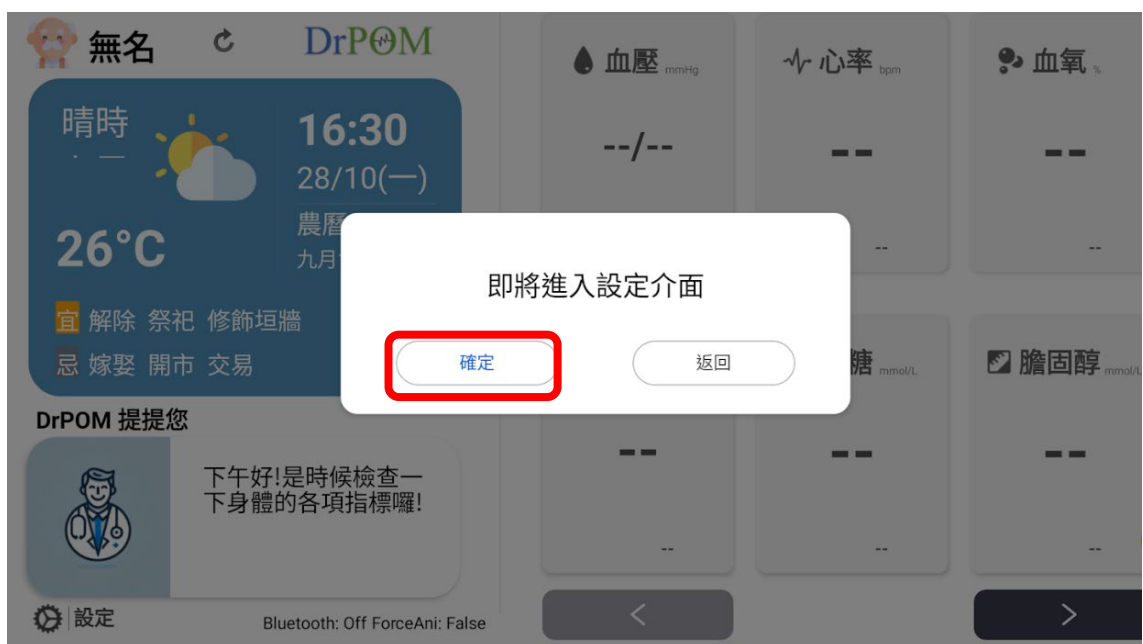 無名
DrPOM
晴時
16:30
28/10(一)
農曆
九月
26°C
宜 解除 祭祀 修飾垣牆
忌 嫁娶 開市 交易
DrPOM 提提您
下午好!是時候檢查一
下身體的各項指標囉!
設定
Bluetooth: Off ForceAni: False
血壓 mmHg
--/--
心率 bpm
--
--
血氧 %
--
--
即將進入設定介面
確定
返回
--
--
糖 mmol/L
--
--
膽固醇 mmol/L
--
--
<
>